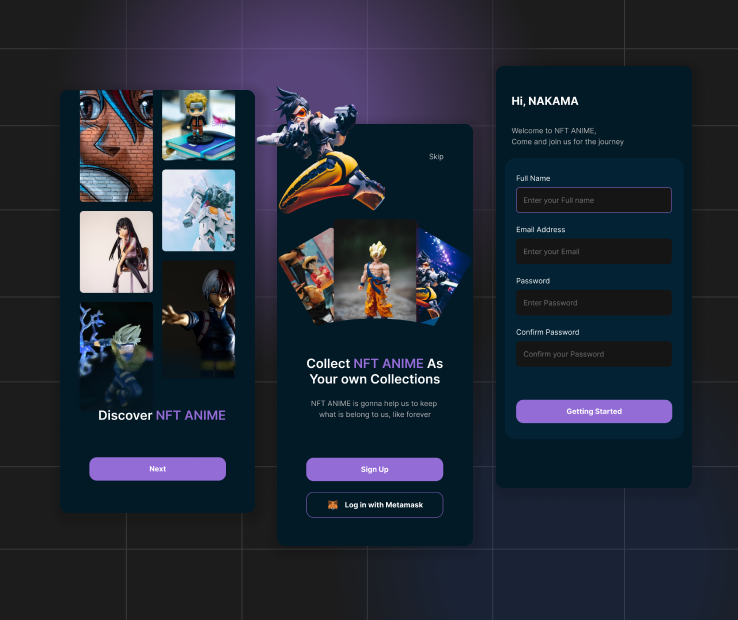 Discover NFT ANIME
Next
Skip
Collect NFT ANIME As
Your own Collections
NFT ANIME is gonna help us to keep
what is belong to us, like forever
Sign Up
Log in with Metamask
Hi, NAKAMA
Welcome to NFT ANIME,
Come and join us for the journey
Full Name
Enter your Full name
Email Address
Enter your Email
Password
Enter Password
Confirm Password
Confirm your Password
Getting Started